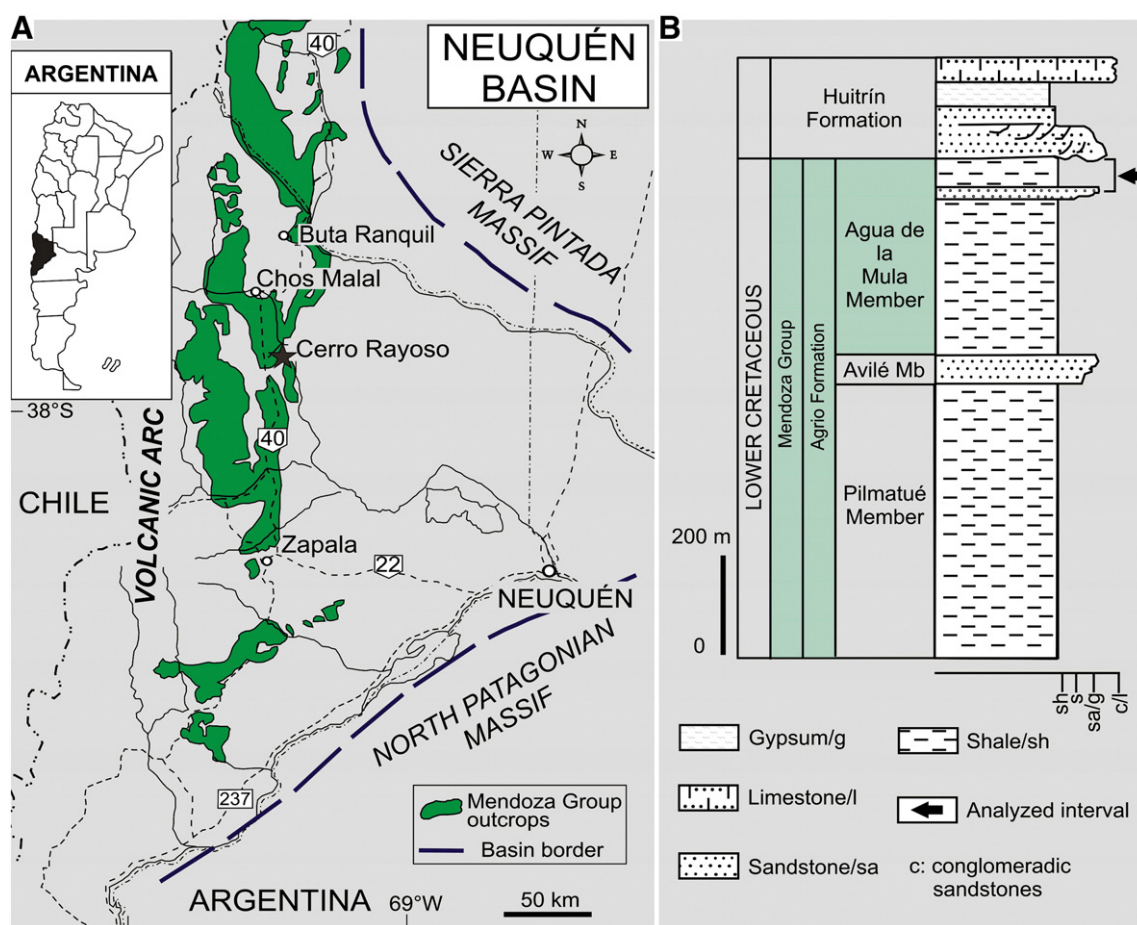 A
ARGENTINA
40
NEUQUÉN
BASIN
N
W
E
S
SIERRA PINTADA
MASSIF
Buta Ranquil
Chos Malal
Cerro Rayoso
38°S
40
VOLCANIC ARC
CHILE
Zapala
22
NEUQUÉN
NORTH PATAGONIAN
MASSIF
237
Mendoza Group
outcrops
Basin border
ARGENTINA
69°W
50 km
B
Huitrín
Formation
LOWER CRETACEOUS
Mendoza Group
Agrio Formation
Agua de
la
Mula
Member
Avilé Mb
Pilmatué
Member
200 m
0
sh
s
sa/g
c/l
Gypsum/g
Shale/sh
Limestone/l
Analyzed interval
Sandstone/sa
c: conglomeradic
sandstones